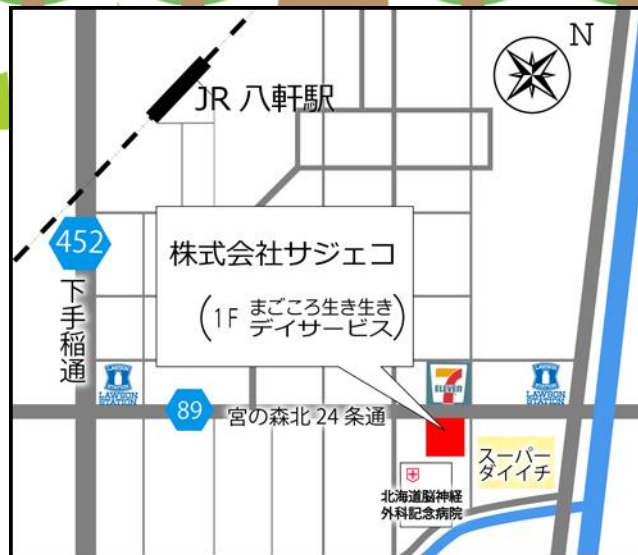 N
JR 八軒駅
452
下手稲通
株式会社サジェコ
(1F まごころ生き生き
デイサービス)
LAWSON
STATION
7
ELEVEN
LAWSON
STATION
89
宮の森北 24 条通
スーパー
ダイイチ
北海道脳神経
外科記念病院